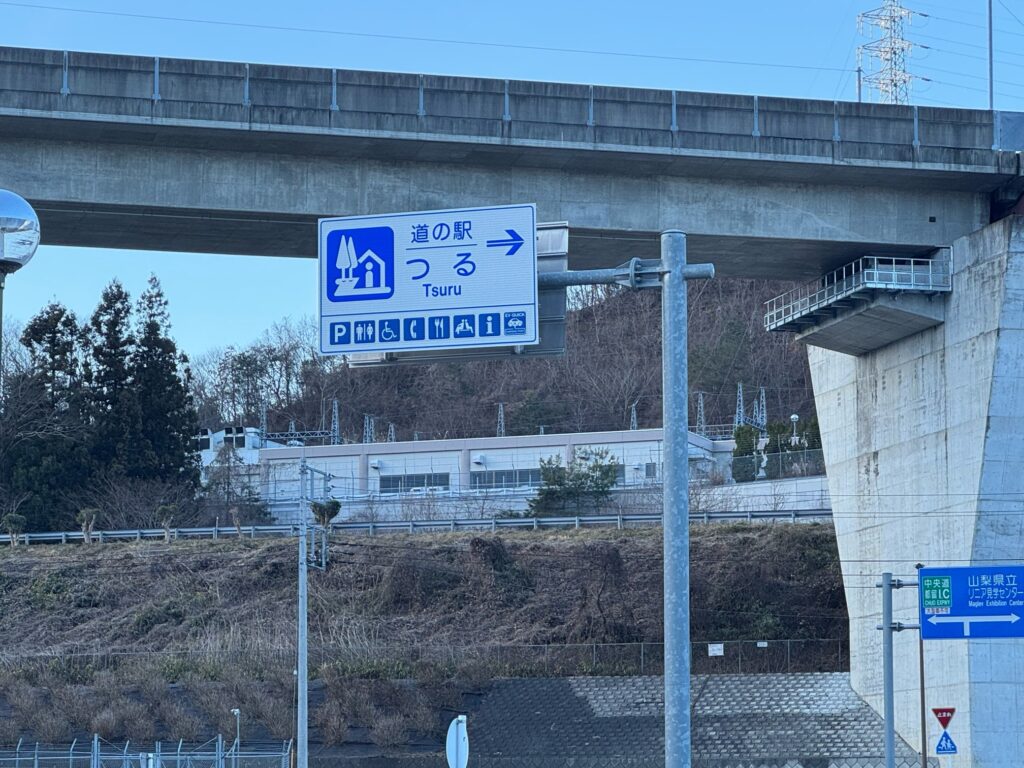 道の駅
つる
Tsuru
P
i
EV QUICK
中央道
都留I.C
CHUO EXPWY
山梨県立
リニア見学センター
Maglev Exhibition Center
止まれ